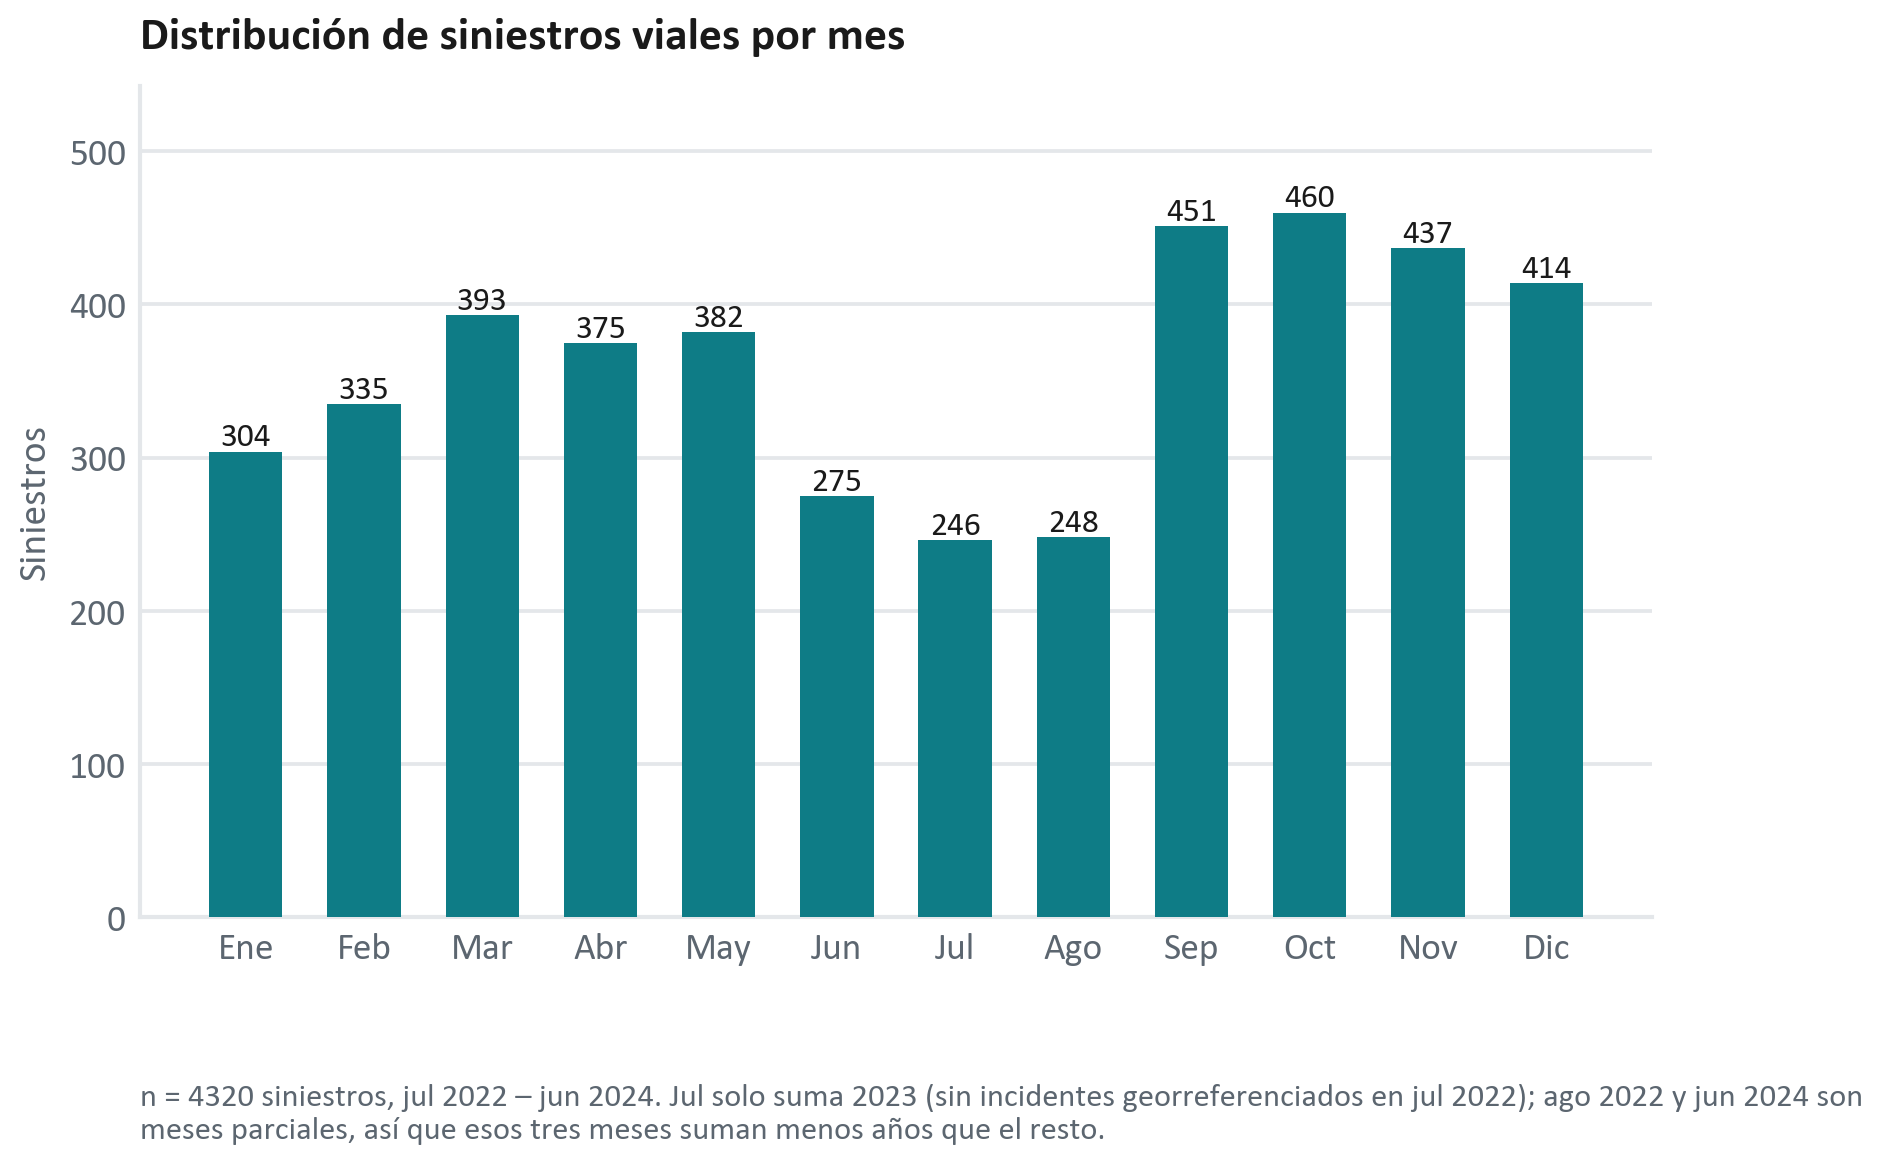 Distribución de siniestros viales por mes
Siniestros
500
400
300
200
100
0
304
335
393
375
382
275
246
248
451
460
437
414
Ene
Feb
Mar
Abr
May
Jun
Jul
Ago
Sep
Oct
Nov
Dic
n = 4320 siniestros, jul 2022 – jun 2024. Jul solo suma 2023 (sin incidentes georreferenciados en jul 2022); ago 2022 y jun 2024 son
meses parciales, así que esos tres meses suman menos años que el resto.